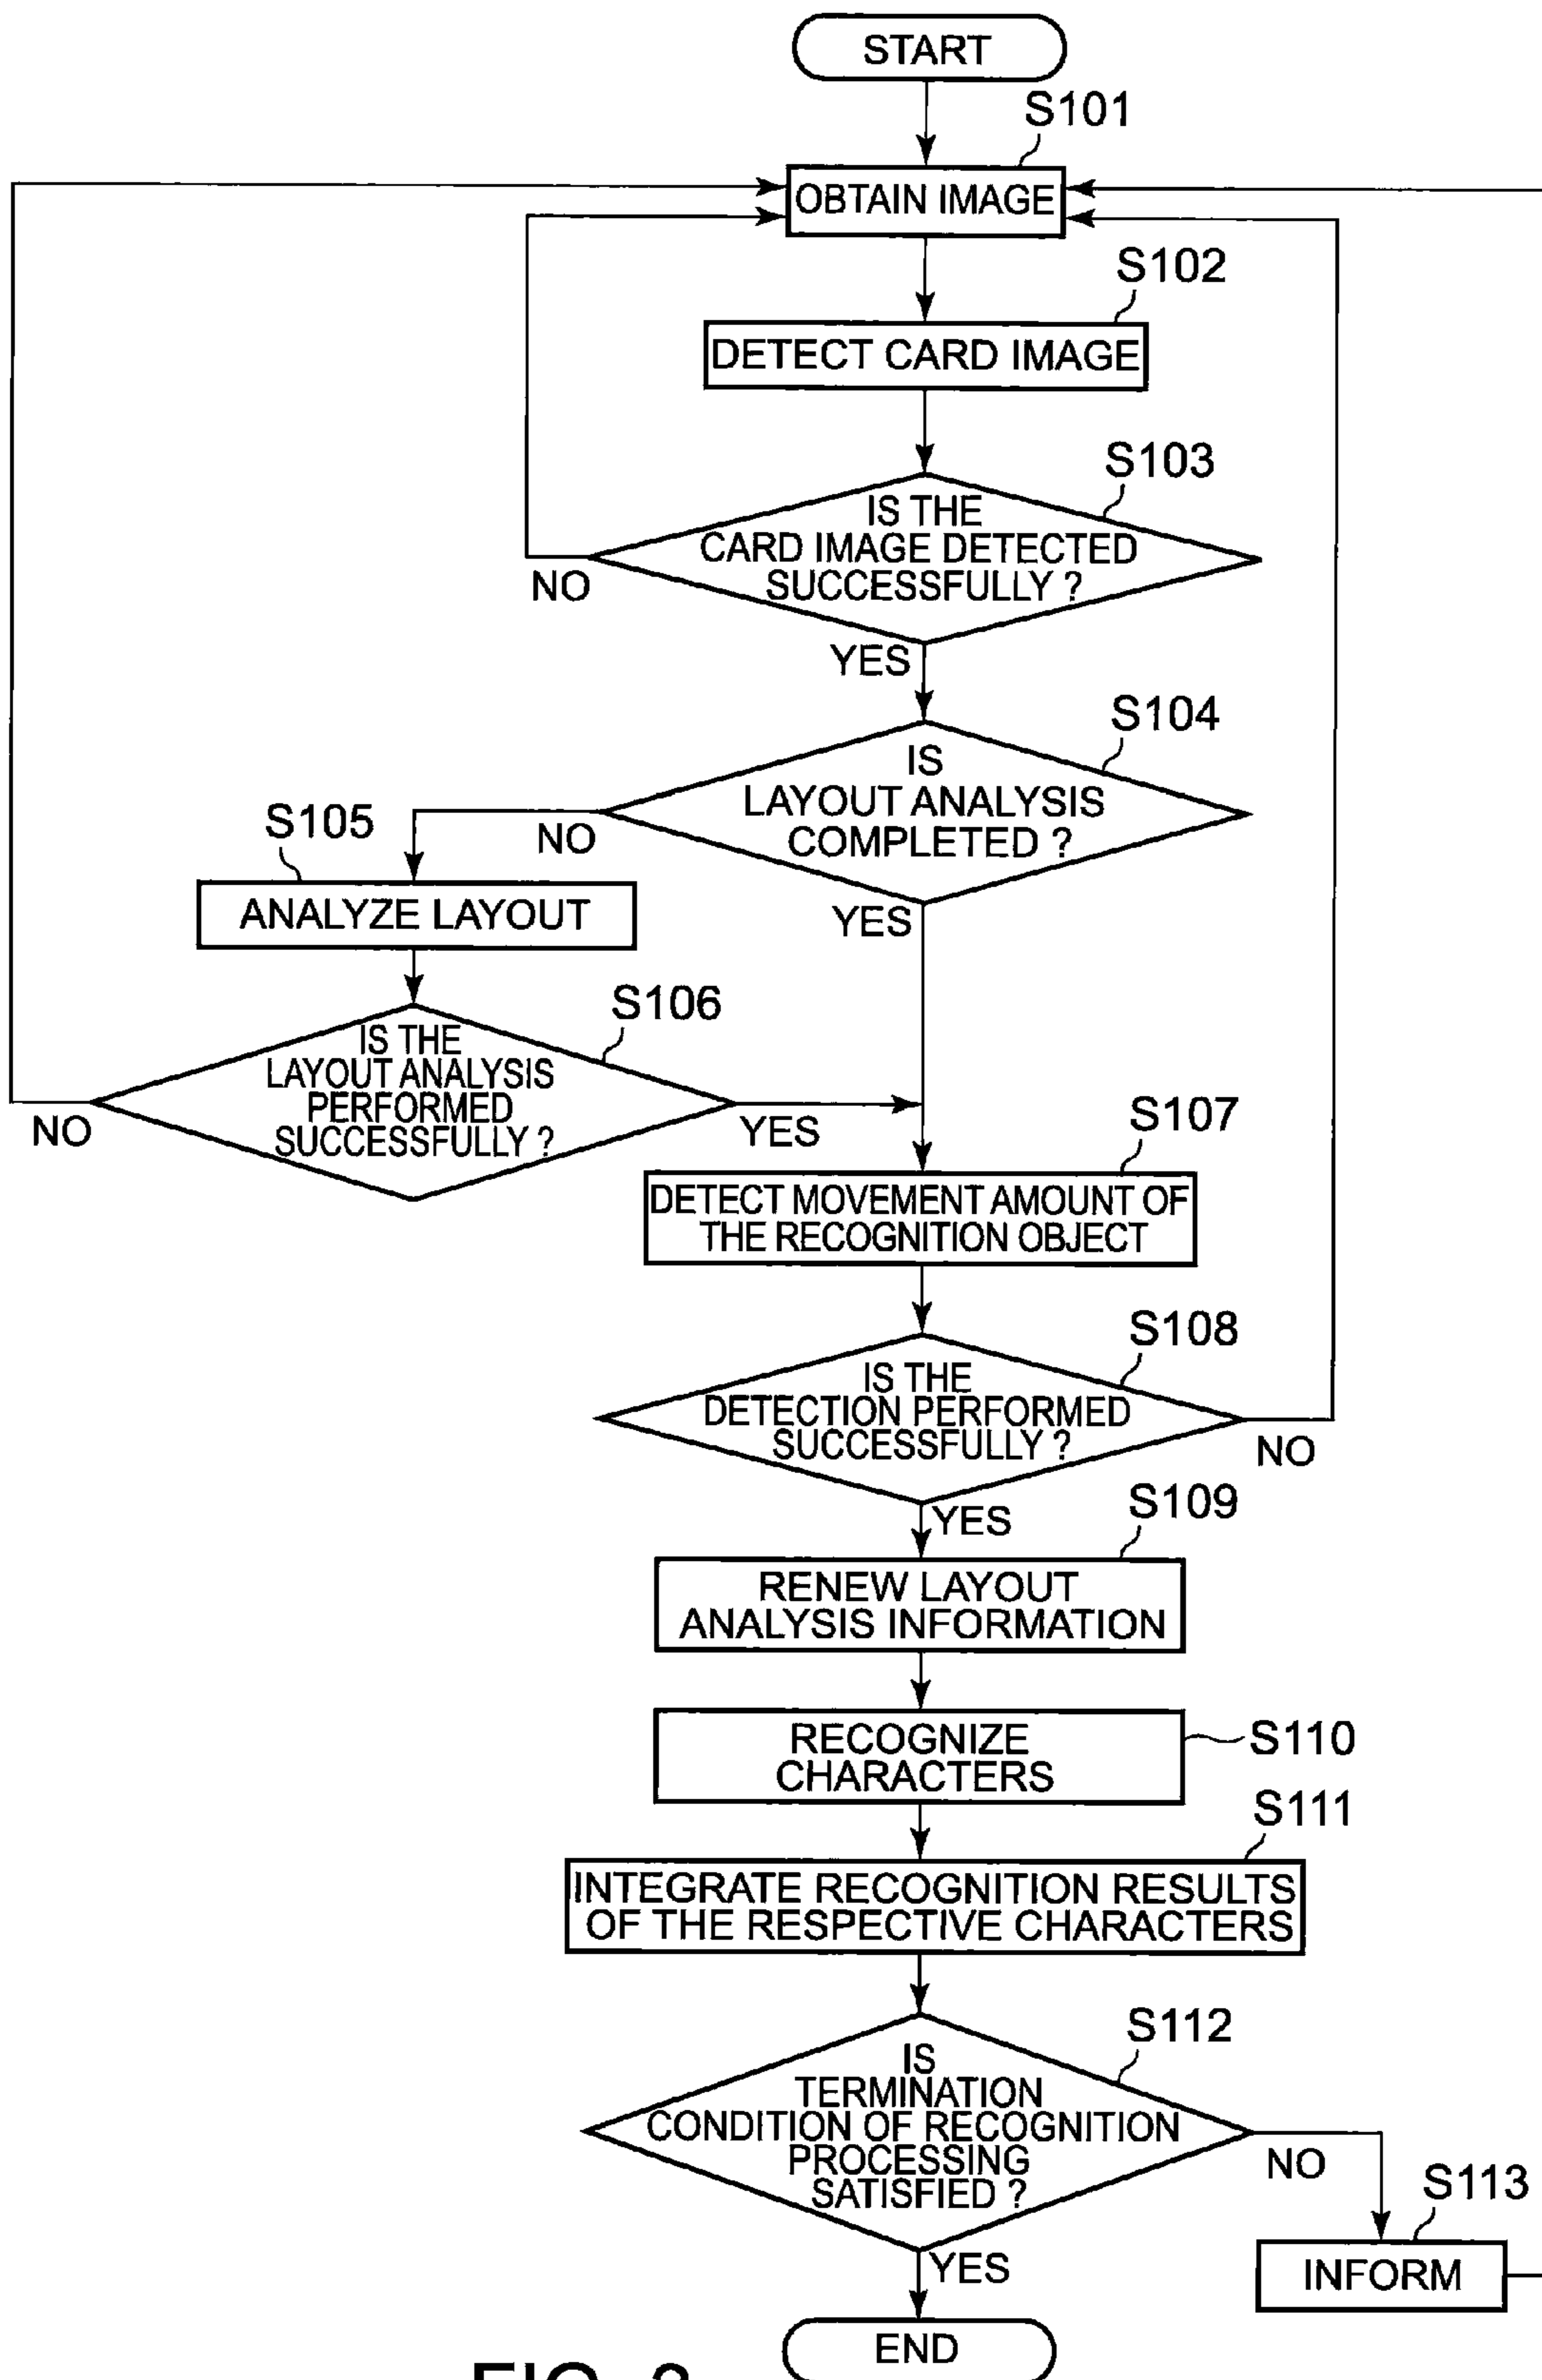 START
S101
OBTAIN IMAGE
S102
DETECT CARD IMAGE
S103
IS THE
CARD IMAGE DETECTED
SUCCESSFULLY ?
NO
YES
S104
IS
LAYOUT ANALYSIS
COMPLETED ?
NO
YES
S105
ANALYZE LAYOUT
S106
IS THE
LAYOUT ANALYSIS
PERFORMED
SUCCESSFULLY ?
NO
YES
S107
DETECT MOVEMENT AMOUNT OF
THE RECOGNITION OBJECT
S108
IS THE
DETECTION PERFORMED
SUCCESSFULLY ?
NO
YES
S109
RENEW LAYOUT
ANALYSIS INFORMATION
RECOGNIZE
CHARACTERS
S110
S111
INTEGRATE RECOGNITION RESULTS
OF THE RESPECTIVE CHARACTERS
S112
IS
TERMINATION
CONDITION OF RECOGNITION
PROCESSING
SATISFIED ?
NO
YES
S113
INFORM
END
FIG.